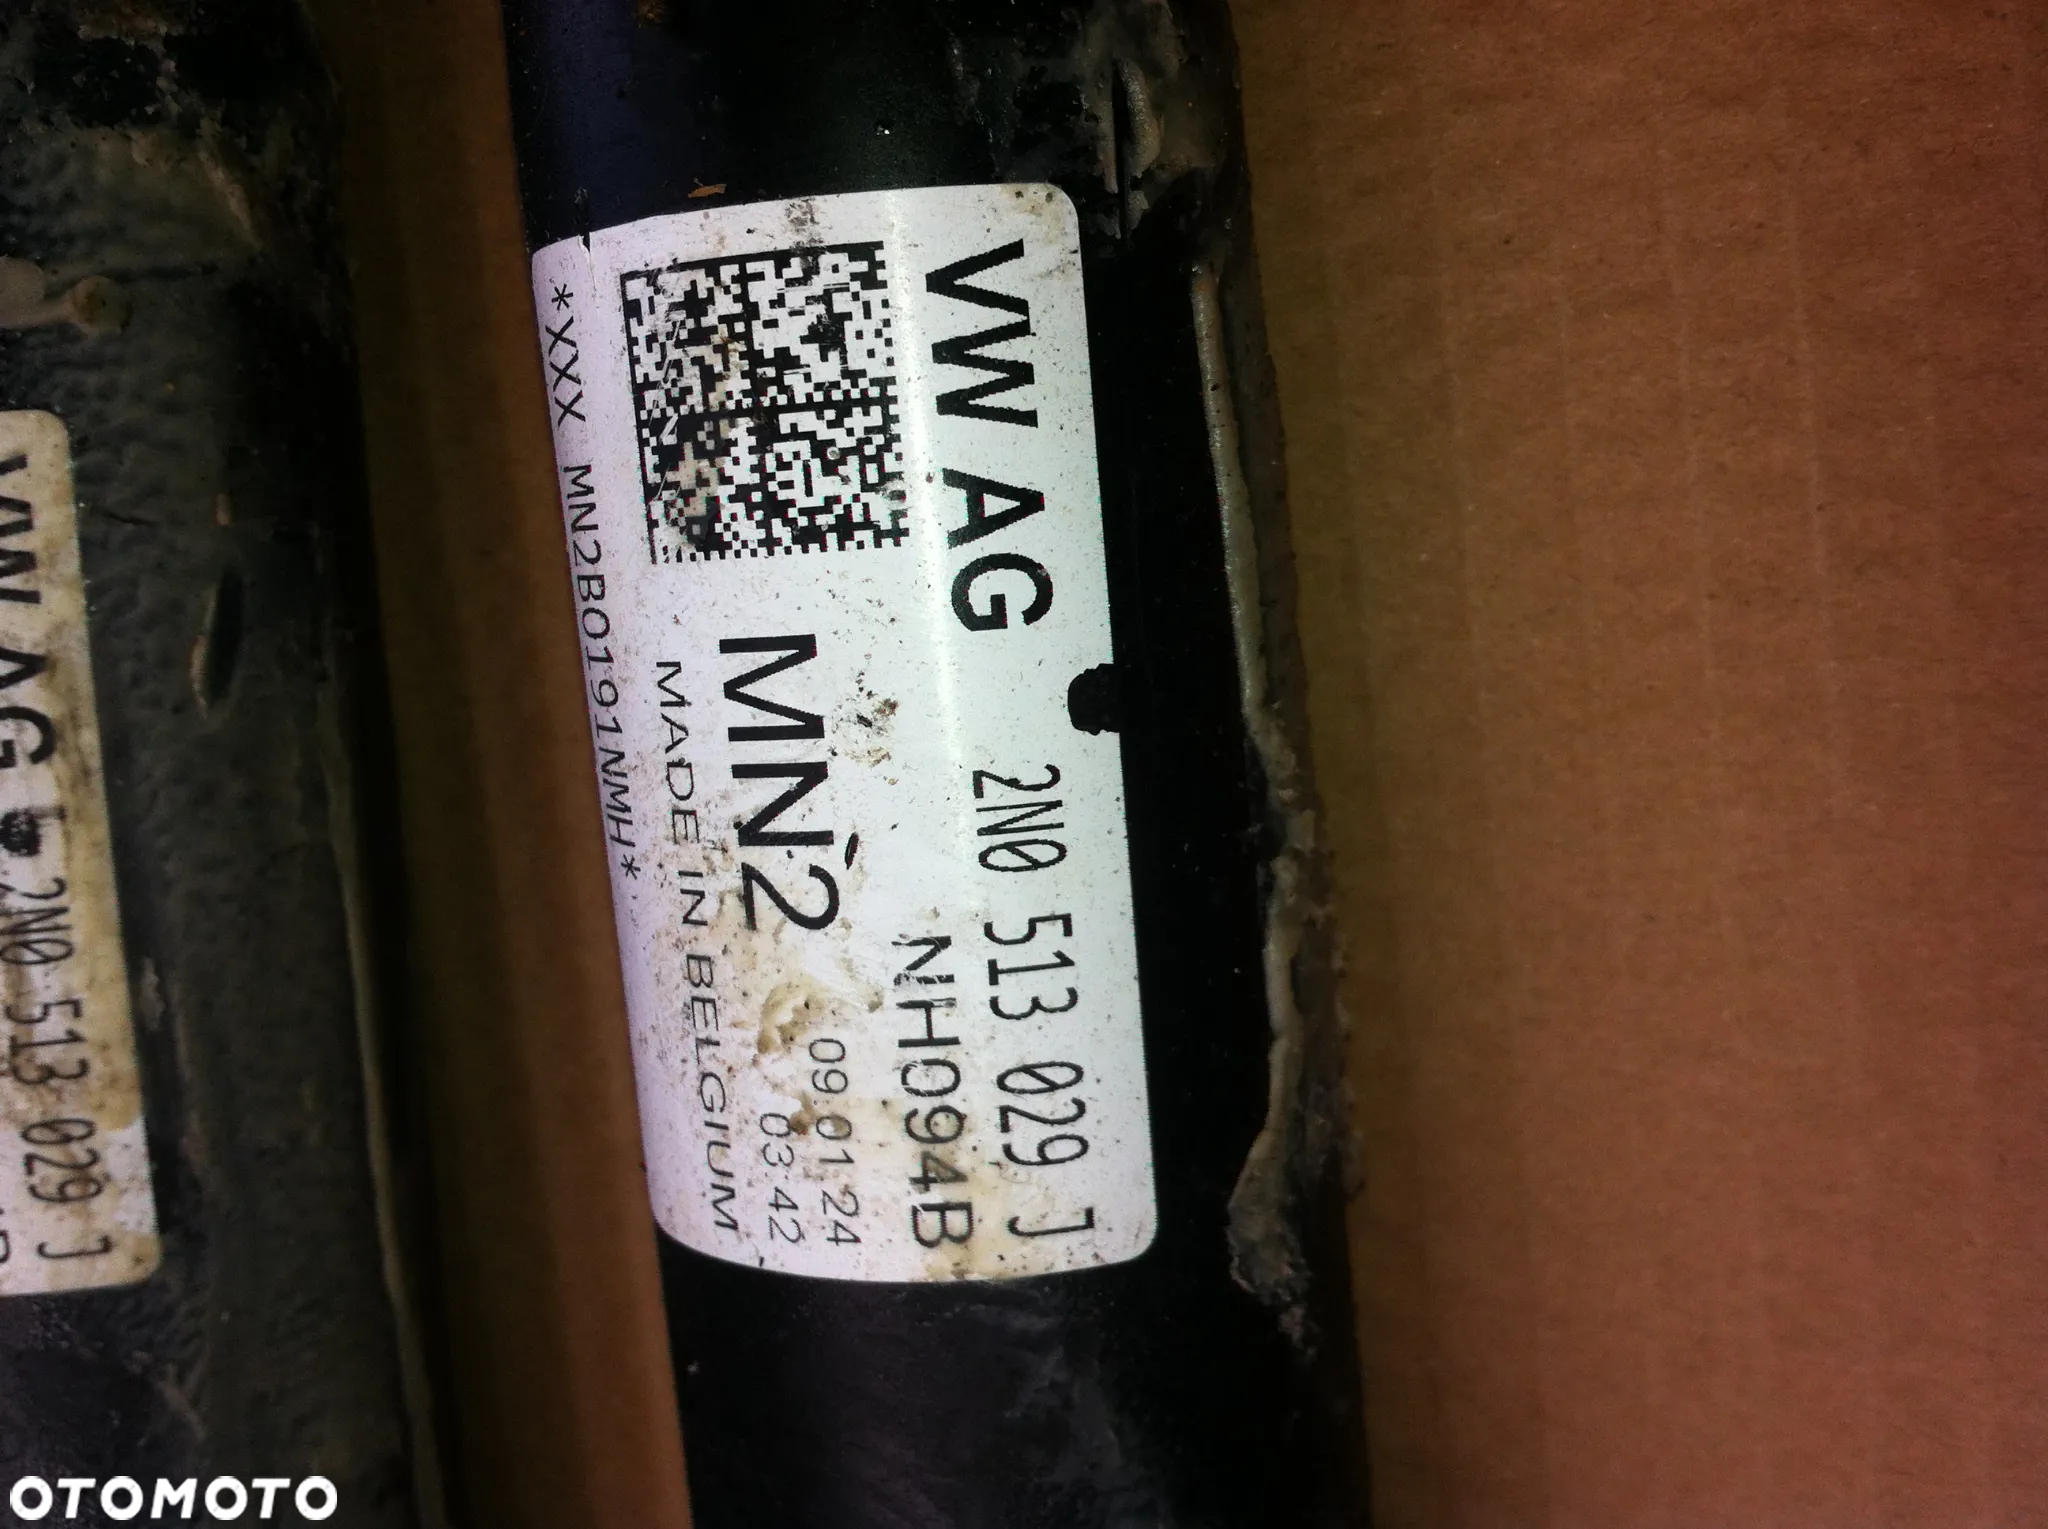 VW AG 2N0 513 029 J
NH094B
MN2
09 01 24
03:42
MADE IN BELGIUM
*XXX MN2B0191NMH*
VW AG 2N0 513 029 J
OTOMOTO